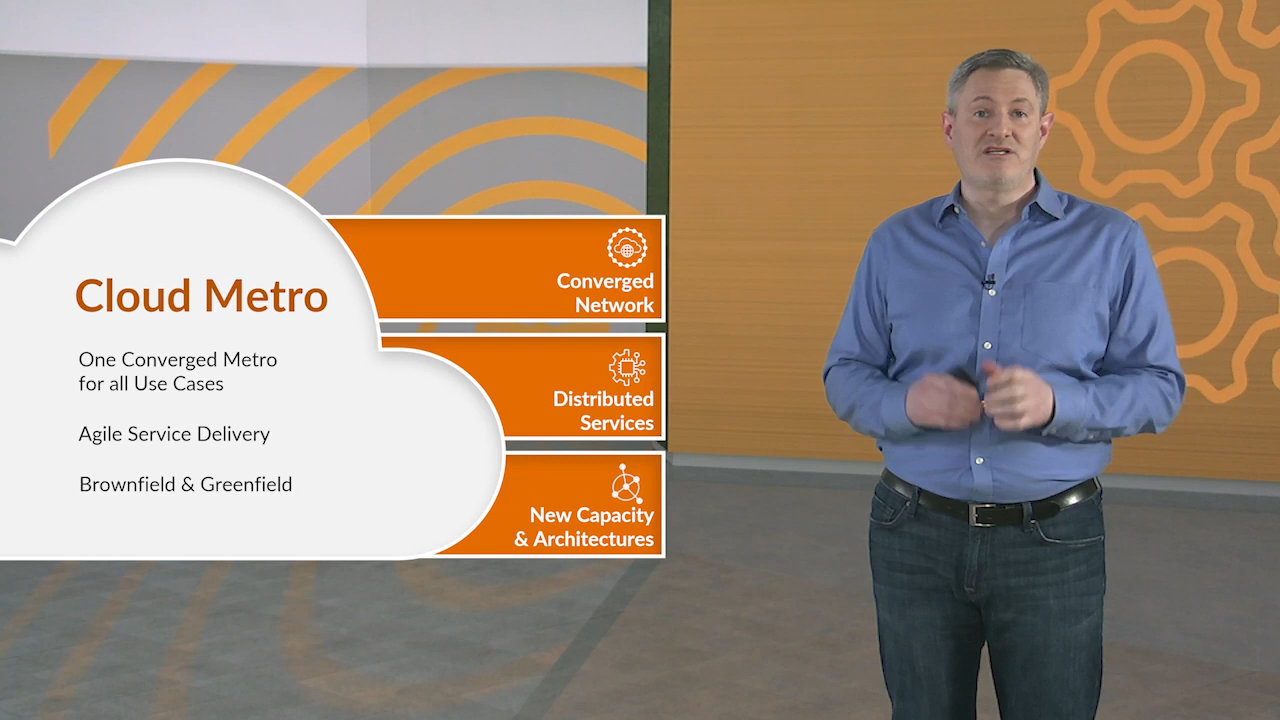 Cloud Metro
One Converged Metro
for all Use Cases
Agile Service Delivery
Brownfield & Greenfield
Converged
Network
Distributed
Services
New Capacity
& Architectures